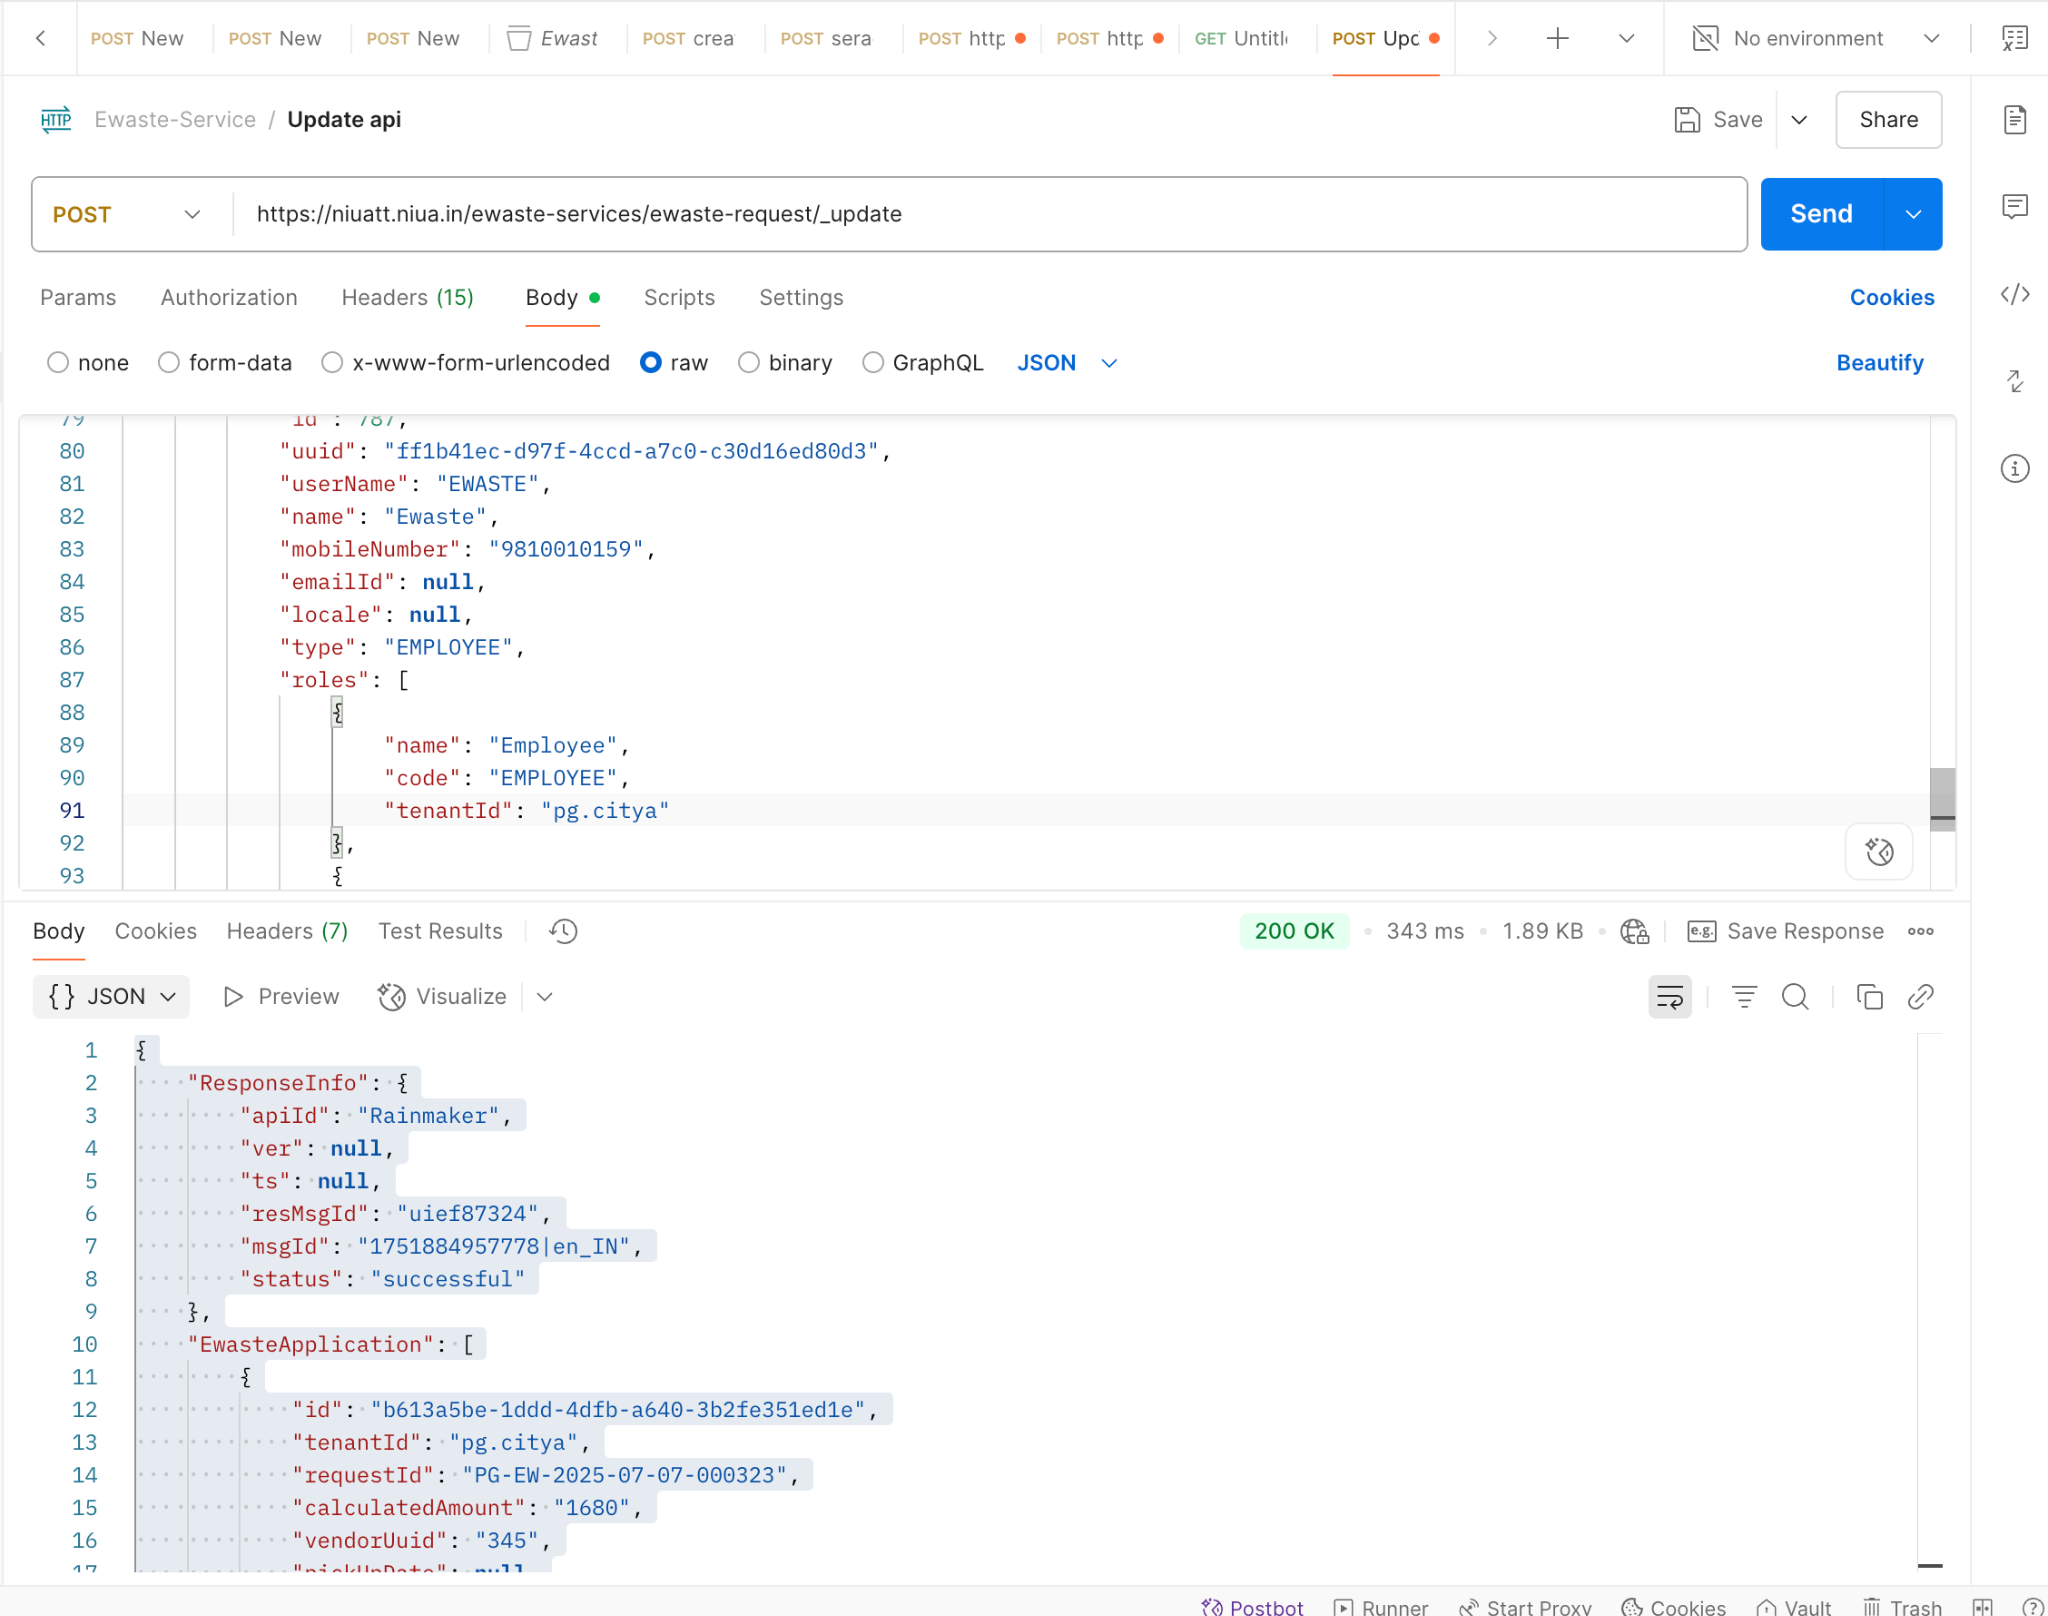 POST New POST New POST New Ewast POST crea POST sera POST http POST http GET Untitle POST Upd No environment
HTTP Ewaste-Service / Update api Save Share
POST https://niuatt.niua.in/ewaste-services/ewaste-request/_update Send
Params Authorization Headers (15) Body Scripts Settings Cookies
none form-data x-www-form-urlencoded raw binary GraphQL JSON Beautify
79 "id": 787,
80 "uuid": "ff1b41ec-d97f-4ccd-a7c0-c30d16ed80d3",
81 "userName": "EWASTE",
82 "name": "Ewaste",
83 "mobileNumber": "9810010159",
84 "emailId": null,
85 "locale": null,
86 "type": "EMPLOYEE",
87 "roles": [
88 {
89 "name": "Employee",
90 "code": "EMPLOYEE",
91 "tenantId": "pg.citya"
92 },
93 {
Body Cookies Headers (7) Test Results 200 OK • 343 ms • 1.89 KB • e.g. Save Response
{} JSON Preview Visualize
1 {
2 "ResponseInfo": {
3 "apiId": "Rainmaker",
4 "ver": null,
5 "ts": null,
6 "resMsgId": "uief87324",
7 "msgId": "1751884957778|en_IN",
8 "status": "successful"
9 },
10 "EwasteApplication": [
11 {
12 "id": "b613a5be-1ddd-4dfb-a640-3b2fe351ed1e",
13 "tenantId": "pg.citya",
14 "requestId": "PG-EW-2025-07-07-000323",
15 "calculatedAmount": "1680",
16 "vendorUuid": "345",
17 "pickUpDate": null
Postbot Runner Start Proxy Cookies Vault Trash